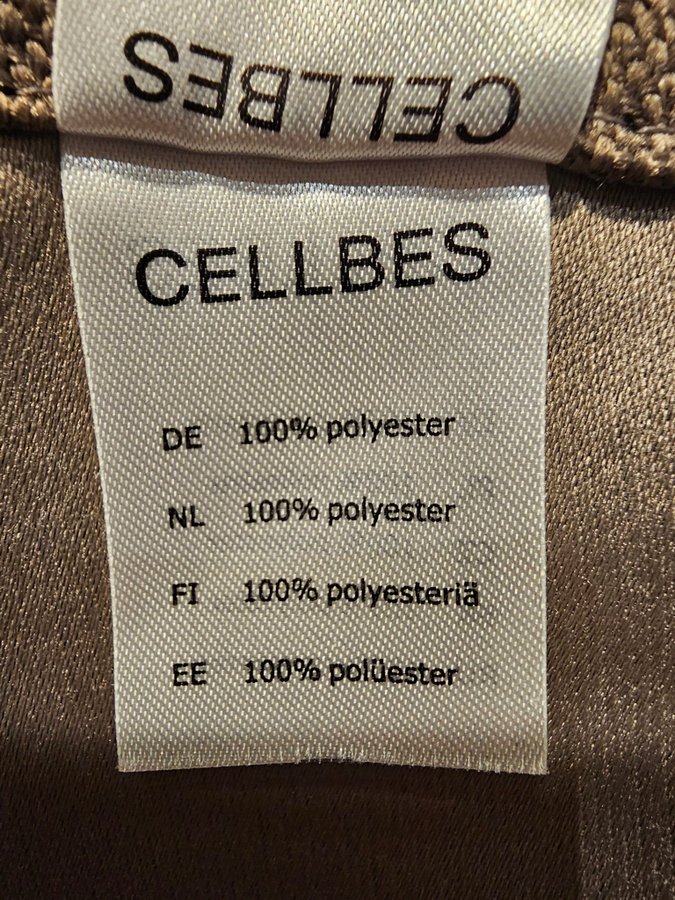 CELLBES
CELLBES
DE 100% polyester
NL 100% polyester
FI 100% polyesteriä
EE 100% polüester